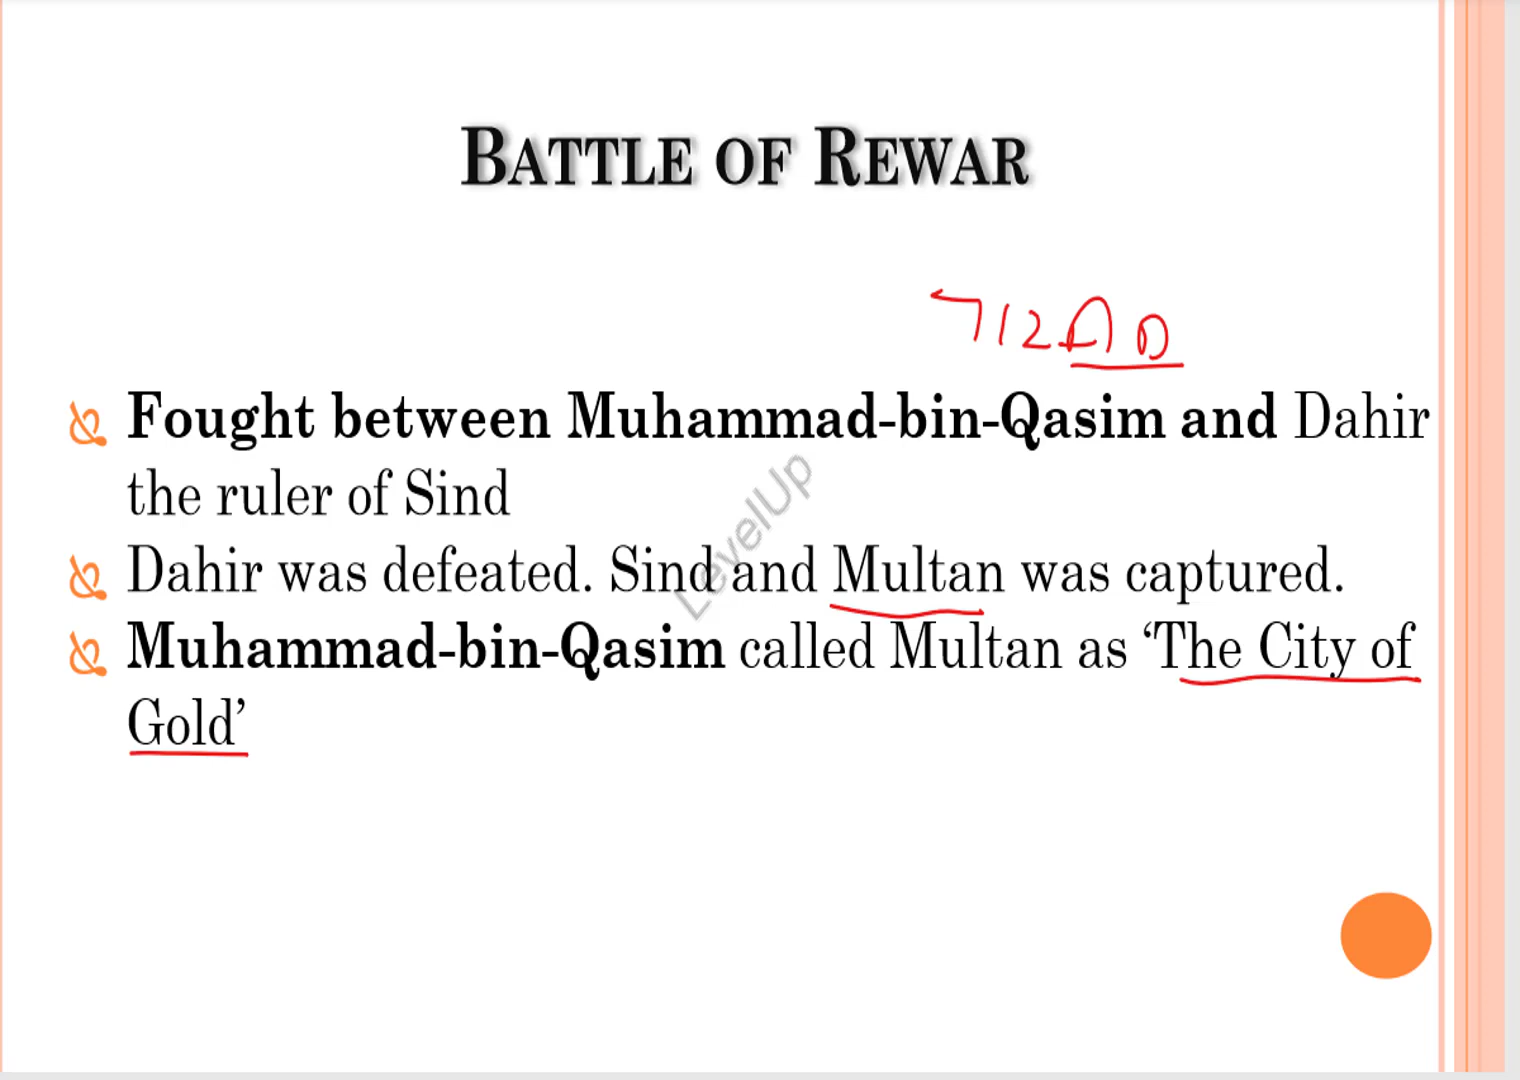 BATTLE OF REWAR
712 AD
Fought between Muhammad-bin-Qasim and Dahir
the ruler of Sind
Dahir was defeated. Sind and Multan was captured.
Muhammad-bin-Qasim called Multan as ‘The City of
Gold’
LevelUp